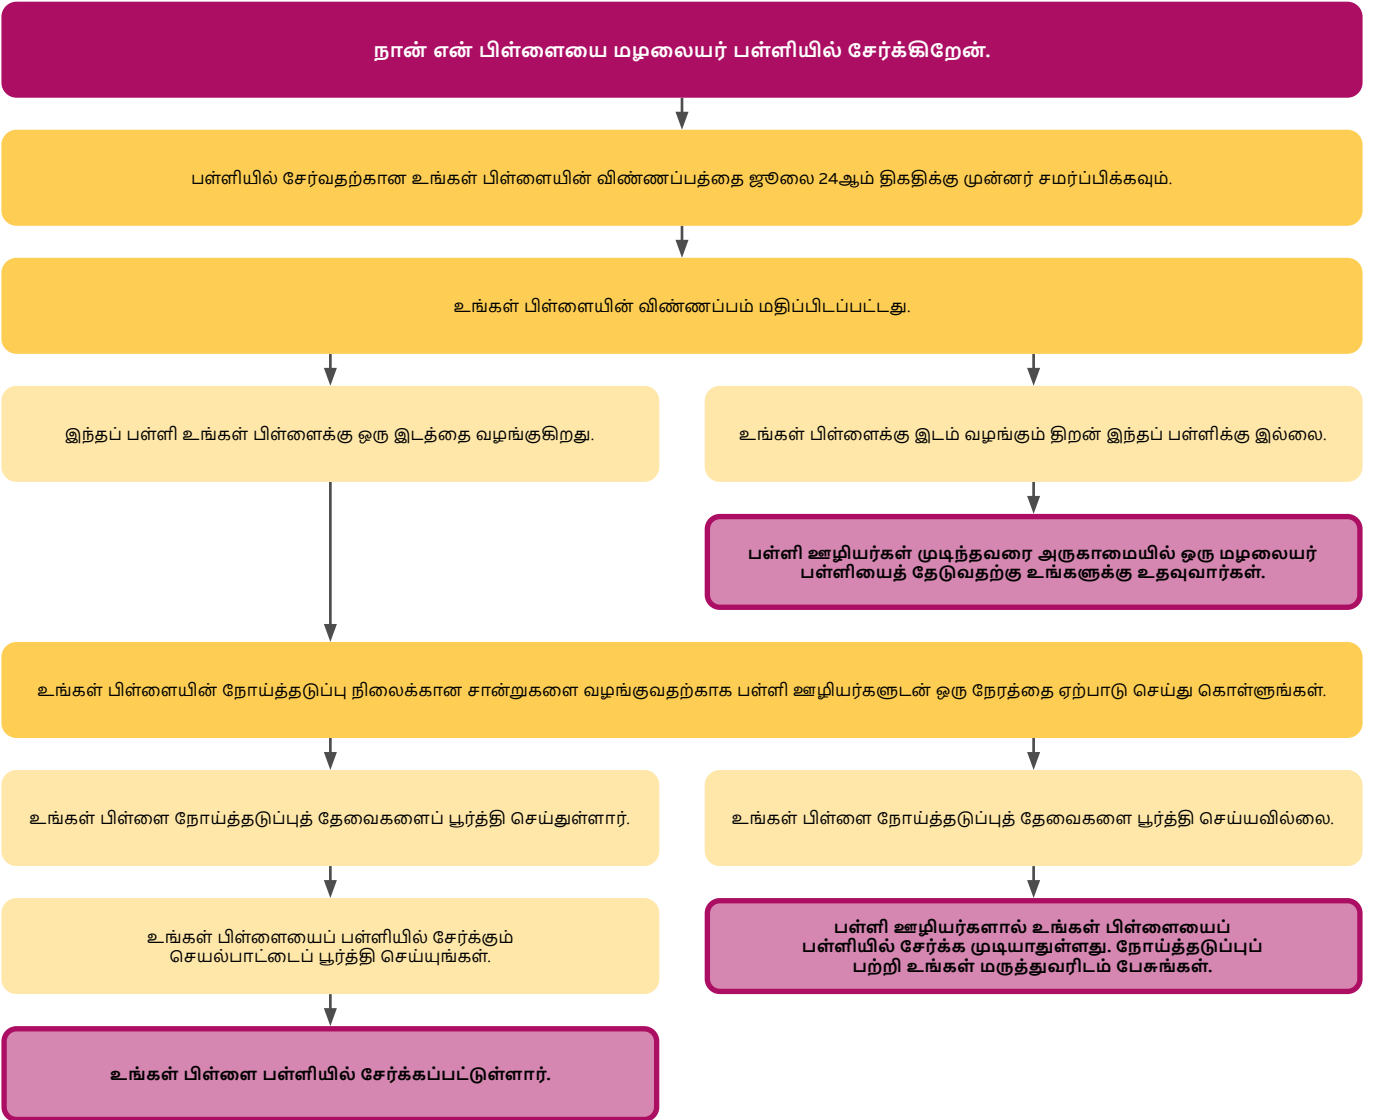 நான் என் பிள்ளையை மழலையர் பள்ளியில் சேர்க்கிறேன்.
பள்ளியில் சேர்வதற்கான உங்கள் பிள்ளையின் விண்ணப்பத்தை ஜூலை 24ஆம் திகதிக்கு முன்னர் சமர்ப்பிக்கவும்.
உங்கள் பிள்ளையின் விண்ணப்பம் மதிப்பிடப்பட்டது.
இந்தப் பள்ளி உங்கள் பிள்ளைக்கு ஒரு இடத்தை வழங்குகிறது.
உங்கள் பிள்ளைக்கு இடம் வழங்கும் திறன் இந்தப் பள்ளிக்கு இல்லை.
பள்ளி ஊழியர்கள் முடிந்தவரை அருகாமையில் ஒரு மழலையர்
பள்ளியைத் தேடுவதற்கு உங்களுக்கு உதவுவார்கள்.
உங்கள் பிள்ளையின் நோய்த்தடுப்பு நிலைக்கான சான்றுகளை வழங்குவதற்காக பள்ளி ஊழியர்களுடன் ஒரு நேரத்தை ஏற்பாடு செய்து கொள்ளுங்கள்.
உங்கள் பிள்ளை நோய்த்தடுப்புத் தேவைகளைப் பூர்த்தி செய்துள்ளார்.
உங்கள் பிள்ளை நோய்த்தடுப்புத் தேவைகளை பூர்த்தி செய்யவில்லை.
உங்கள் பிள்ளையைப் பள்ளியில் சேர்க்கும்
செயல்பாட்டைப் பூர்த்தி செய்யுங்கள்.
பள்ளி ஊழியர்களால் உங்கள் பிள்ளையைப்
பள்ளியில் சேர்க்க முடியாதுள்ளது. நோய்த்தடுப்புப்
பற்றி உங்கள் மருத்துவரிடம் பேசுங்கள்.
உங்கள் பிள்ளை பள்ளியில் சேர்க்கப்பட்டுள்ளார்.